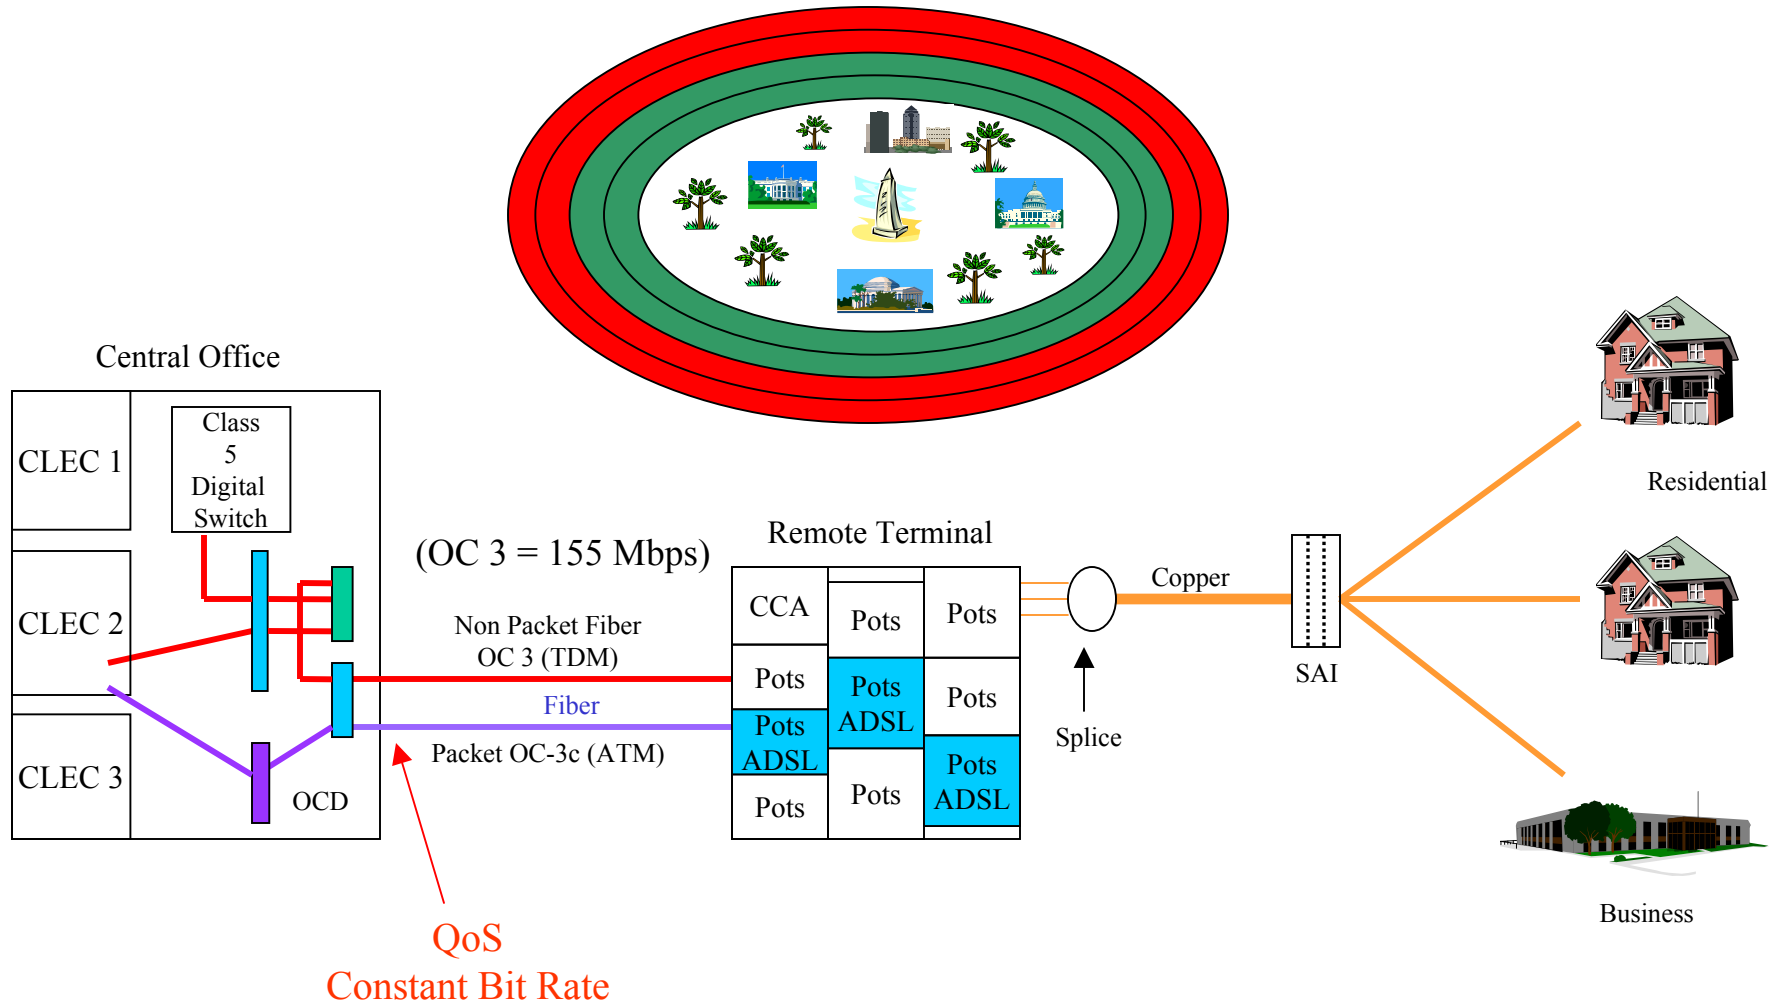 Central Office
CLEC 1
Class
5
Digital
Switch
CLEC 2
CLEC 3
OCD
(OC 3 = 155 Mbps)
Non Packet Fiber
OC 3 (TDM)
Fiber
Packet OC-3c (ATM)
QoS
Constant Bit Rate
Remote Terminal
CCA
Pots
Pots
ADSL
Pots
Pots
Pots
ADSL
Pots
Pots
Pots
Pots
ADSL
Splice
Copper
SAI
Residential
Business